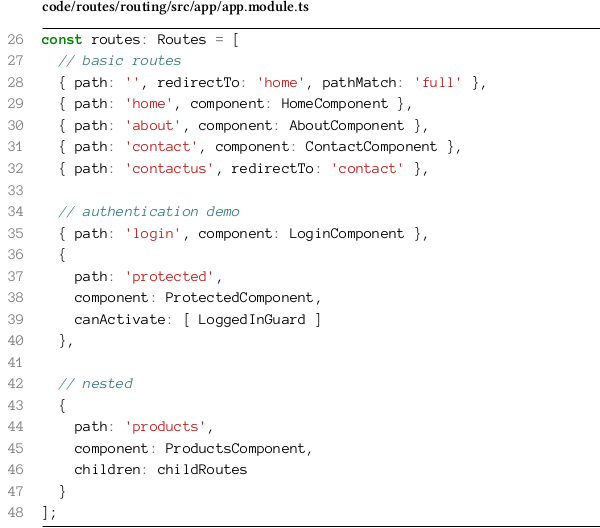 code/routes/routing/src/app/app.module.ts
26 const routes: Routes = [
27   // basic routes
28   { path: '', redirectTo: 'home', pathMatch: 'full' },
29   { path: 'home', component: HomeComponent },
30   { path: 'about', component: AboutComponent },
31   { path: 'contact', component: ContactComponent },
32   { path: 'contactus', redirectTo: 'contact' },
33
34   // authentication demo
35   { path: 'login', component: LoginComponent },
36   {
37     path: 'protected',
38     component: ProtectedComponent,
39     canActivate: [ LoggedInGuard ]
40   },
41
42   // nested
43   {
44     path: 'products',
45     component: ProductsComponent,
46     children: childRoutes
47   }
48 ];